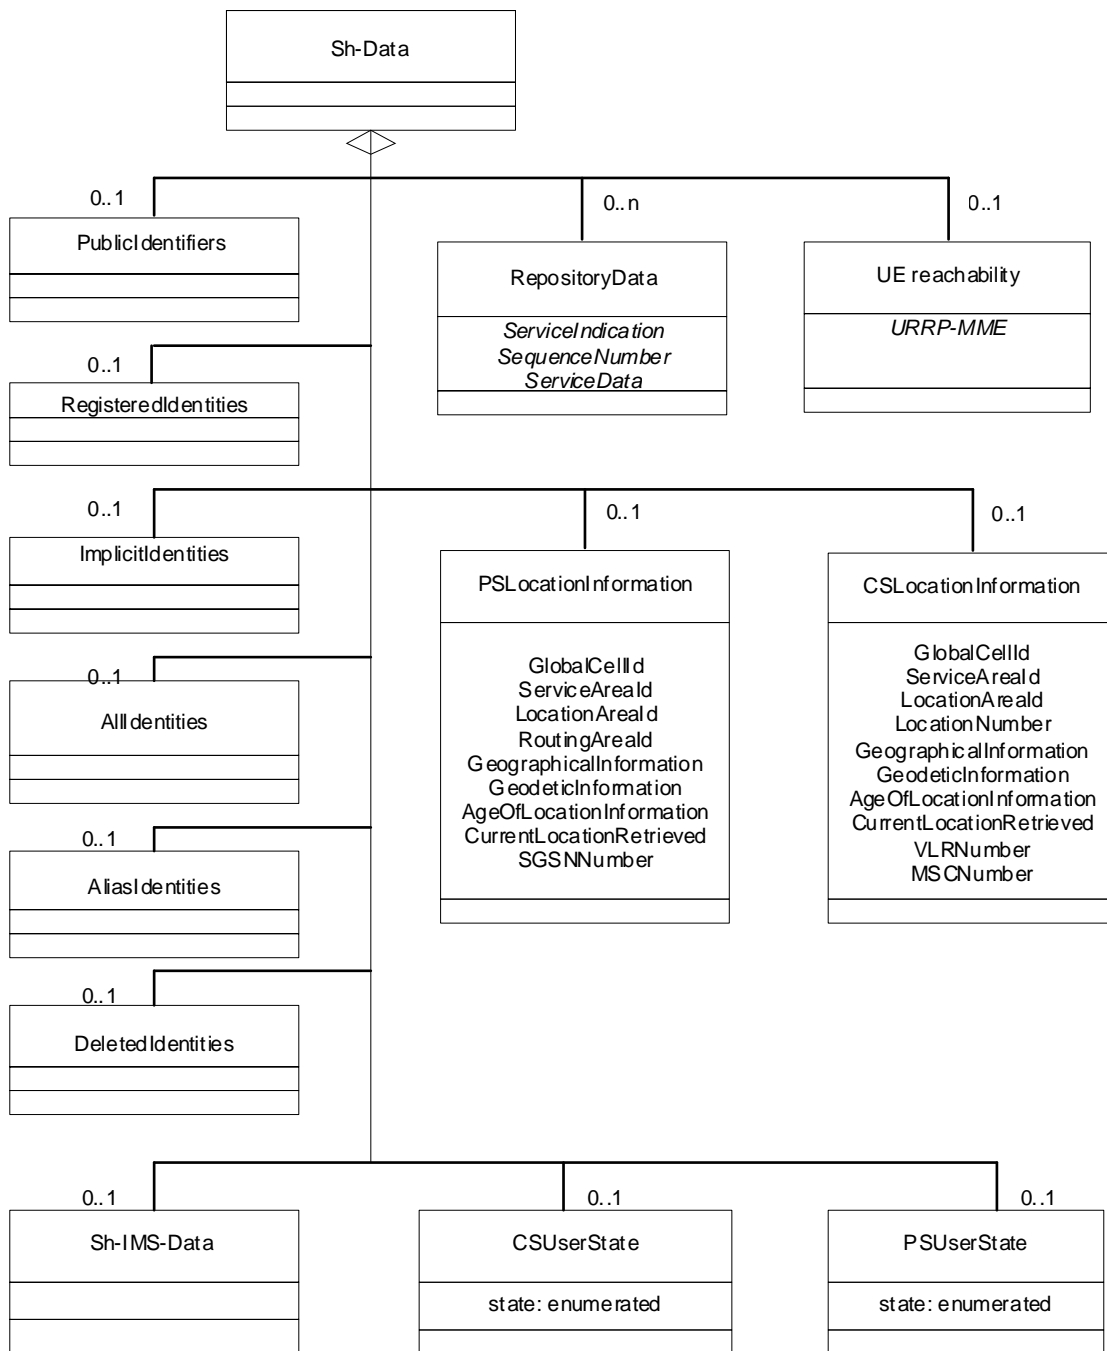 Sh-Data
0..1
0..n
0..1
PublicIdentifiers
RepositoryData
ServiceIndication
SequenceNumber
ServiceData
UE reachability
URRP-MME
0..1
RegisteredIdentities
0..1
0..1
0..1
ImplicitIdentities
PSLocationInformation
GlobalCellId
ServiceAreaId
LocationAreaId
RoutingAreaId
GeographicalInformation
GeodeticInformation
AgeOfLocationInformation
CurrentLocationRetrieved
SGSNNumber
CSLocationInformation
GlobalCellId
ServiceAreaId
LocationAreaId
LocationNumber
GeographicalInformation
GeodeticInformation
AgeOfLocationInformation
CurrentLocationRetrieved
VLRNumber
MSCNumber
0..1
AllIdentities
0..1
AliasIdentities
0..1
DeletedIdentities
0..1
0..1
0..1
Sh-IMS-Data
CSUserState
state: enumerated
PSUserState
state: enumerated